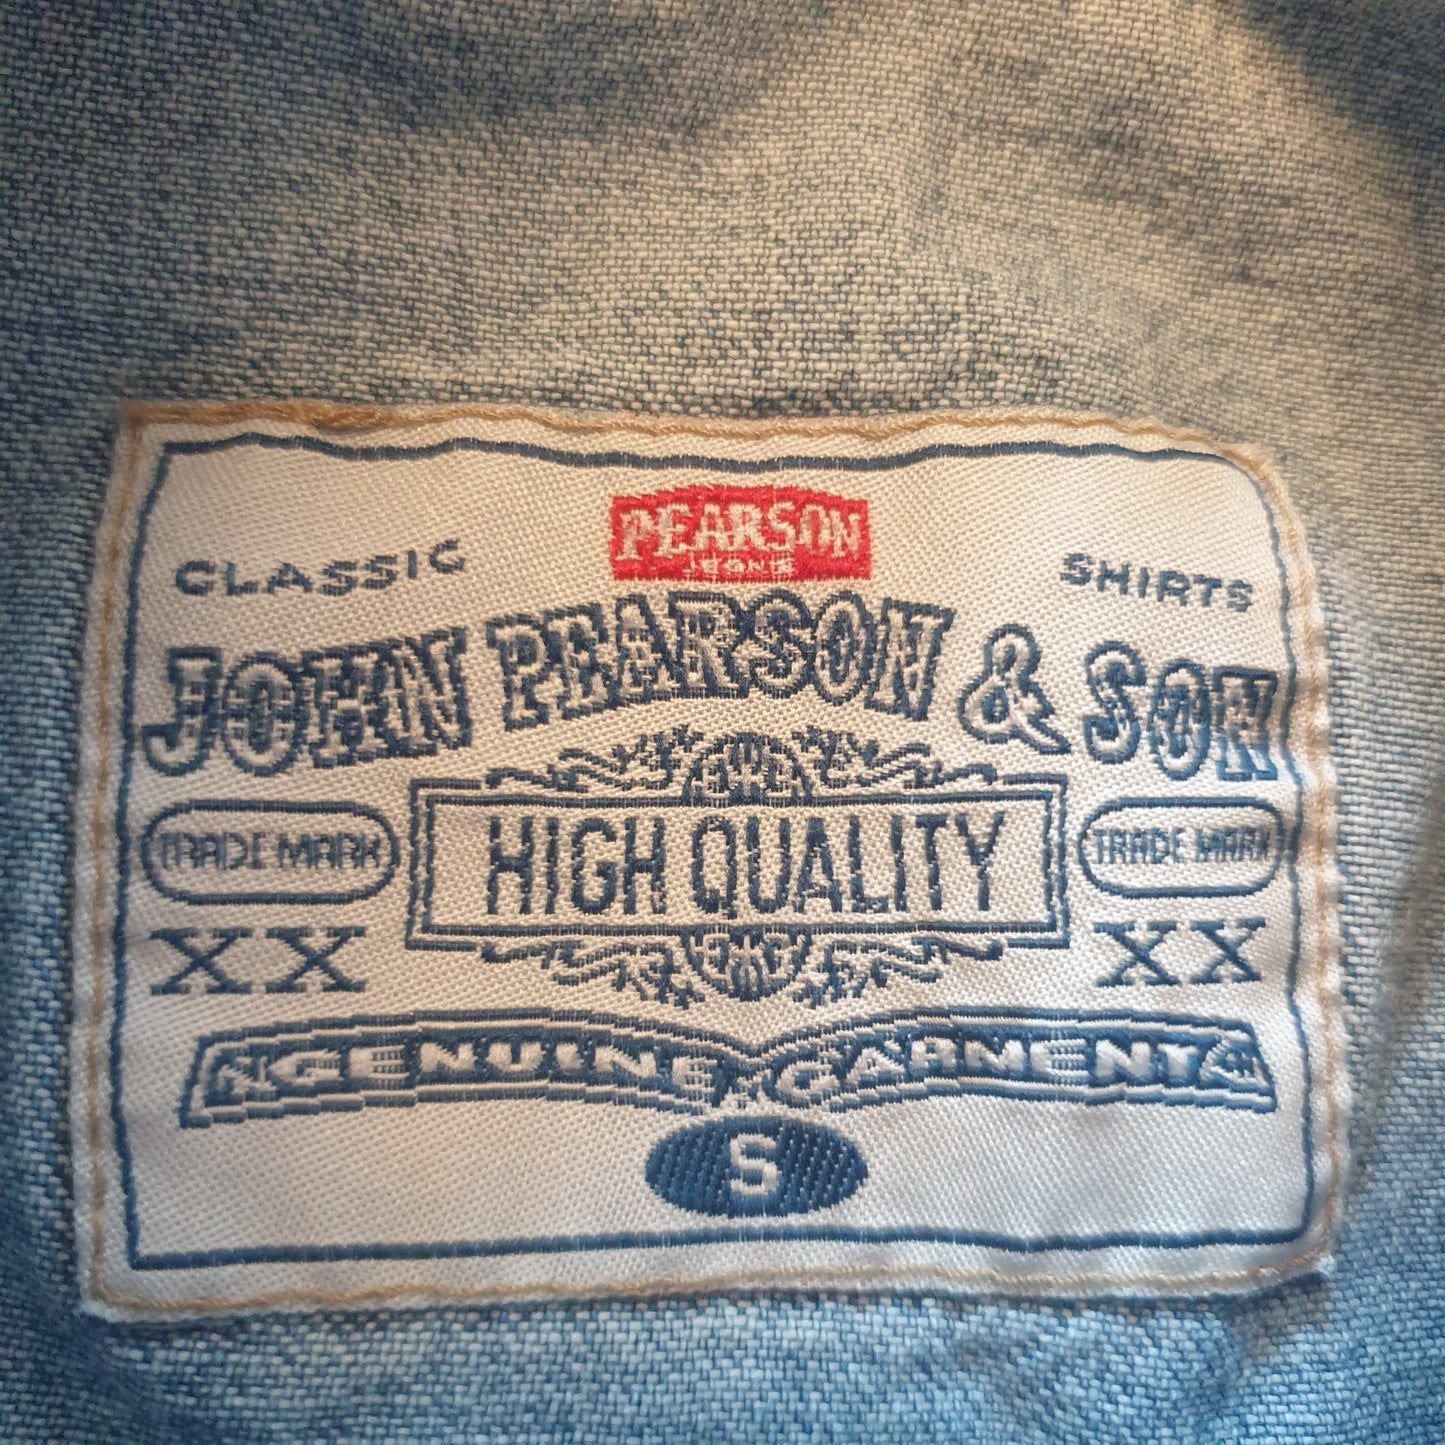 PEARSON
JEANS
CLASSIC SHIRTS
JOHN PEARSON & SON
TRADE MARK HIGH QUALITY TRADE MARK
XX XX
GENUINE GARMENT
S